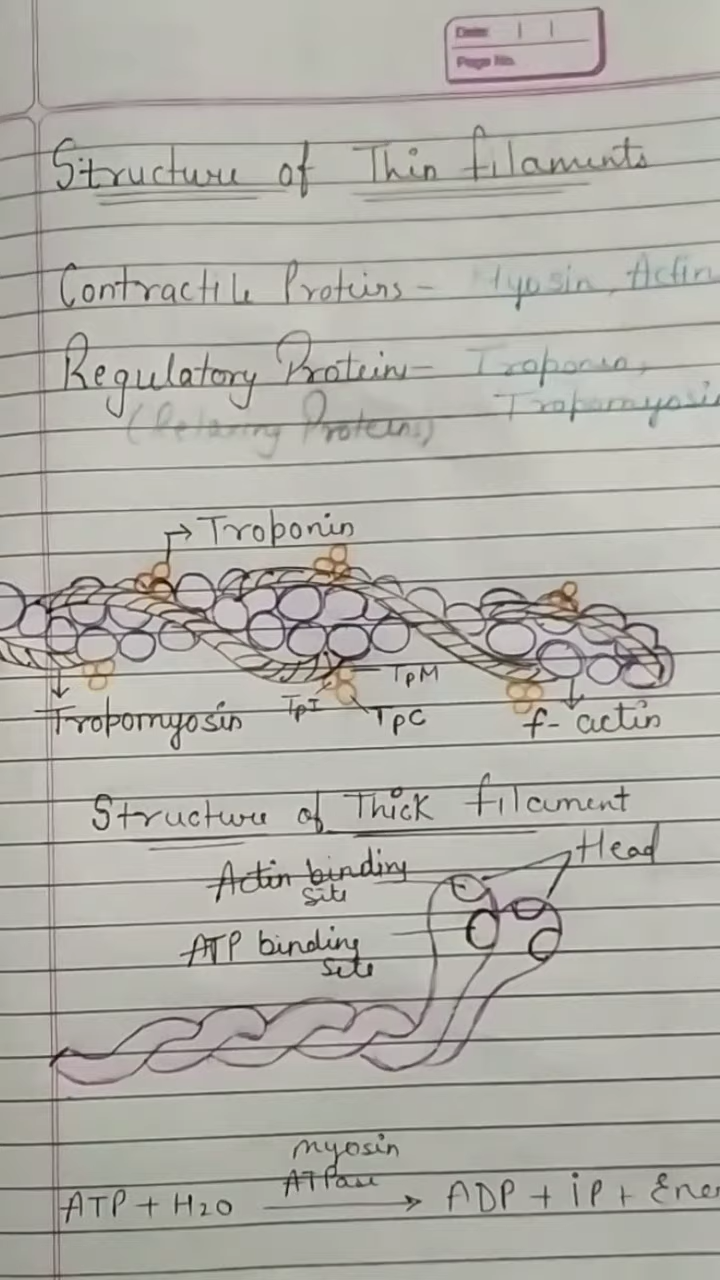 Date: | |
Page No.
Structure of Thin filaments
Contractile Proteins - Myosin, Actin
Regulatory Protein - Troponin,
Tropomyosin
(Relaxing Proteins)
→ Troponin
TpM
Tropomyosin
TpI
TpC
f-actin
Structure of Thick filament
Head
Actin binding
site
ATP binding
site
myosin
ATPase
ATP + H2O → ADP + iP + Ene